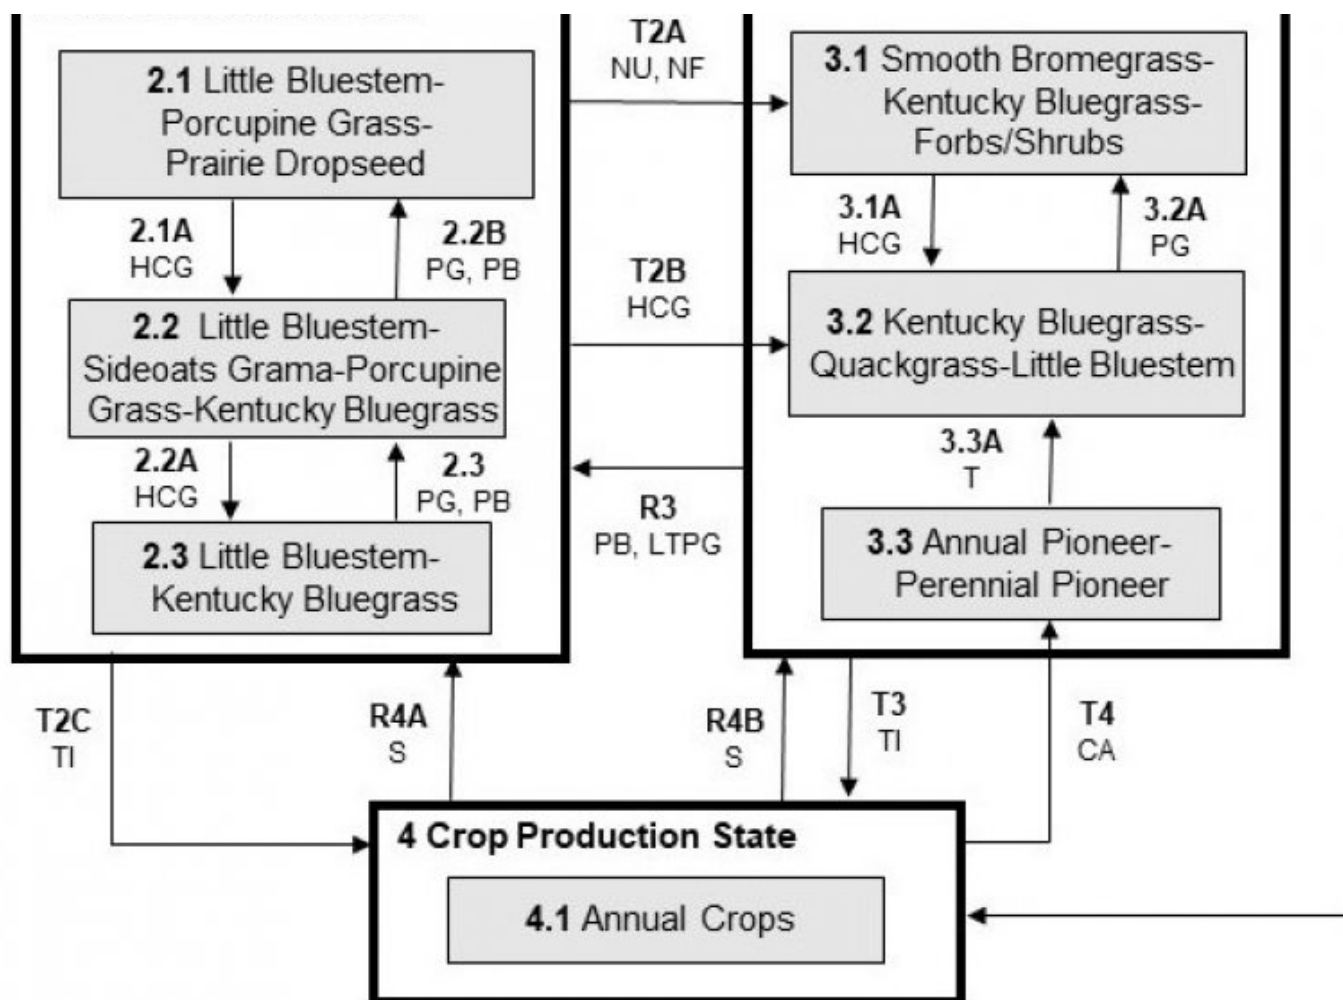 2.1 Little Bluestem-
Porcupine Grass-
Prairie Dropseed
2.1A
HCG
2.2B
PG, PB
2.2 Little Bluestem-
Sideoats Grama-Porcupine
Grass-Kentucky Bluegrass
2.2A
HCG
2.3
PG, PB
2.3 Little Bluestem-
Kentucky Bluegrass
T2A
NU, NF
T2B
HCG
R3
PB, LTPG
3.1 Smooth Bromegrass-
Kentucky Bluegrass-
Forbs/Shrubs
3.1A
HCG
3.2A
PG
3.2 Kentucky Bluegrass-
Quackgrass-Little Bluestem
3.3A
T
3.3 Annual Pioneer-
Perennial Pioneer
T2C
TI
R4A
S
R4B
S
T3
TI
T4
CA
4 Crop Production State
4.1 Annual Crops